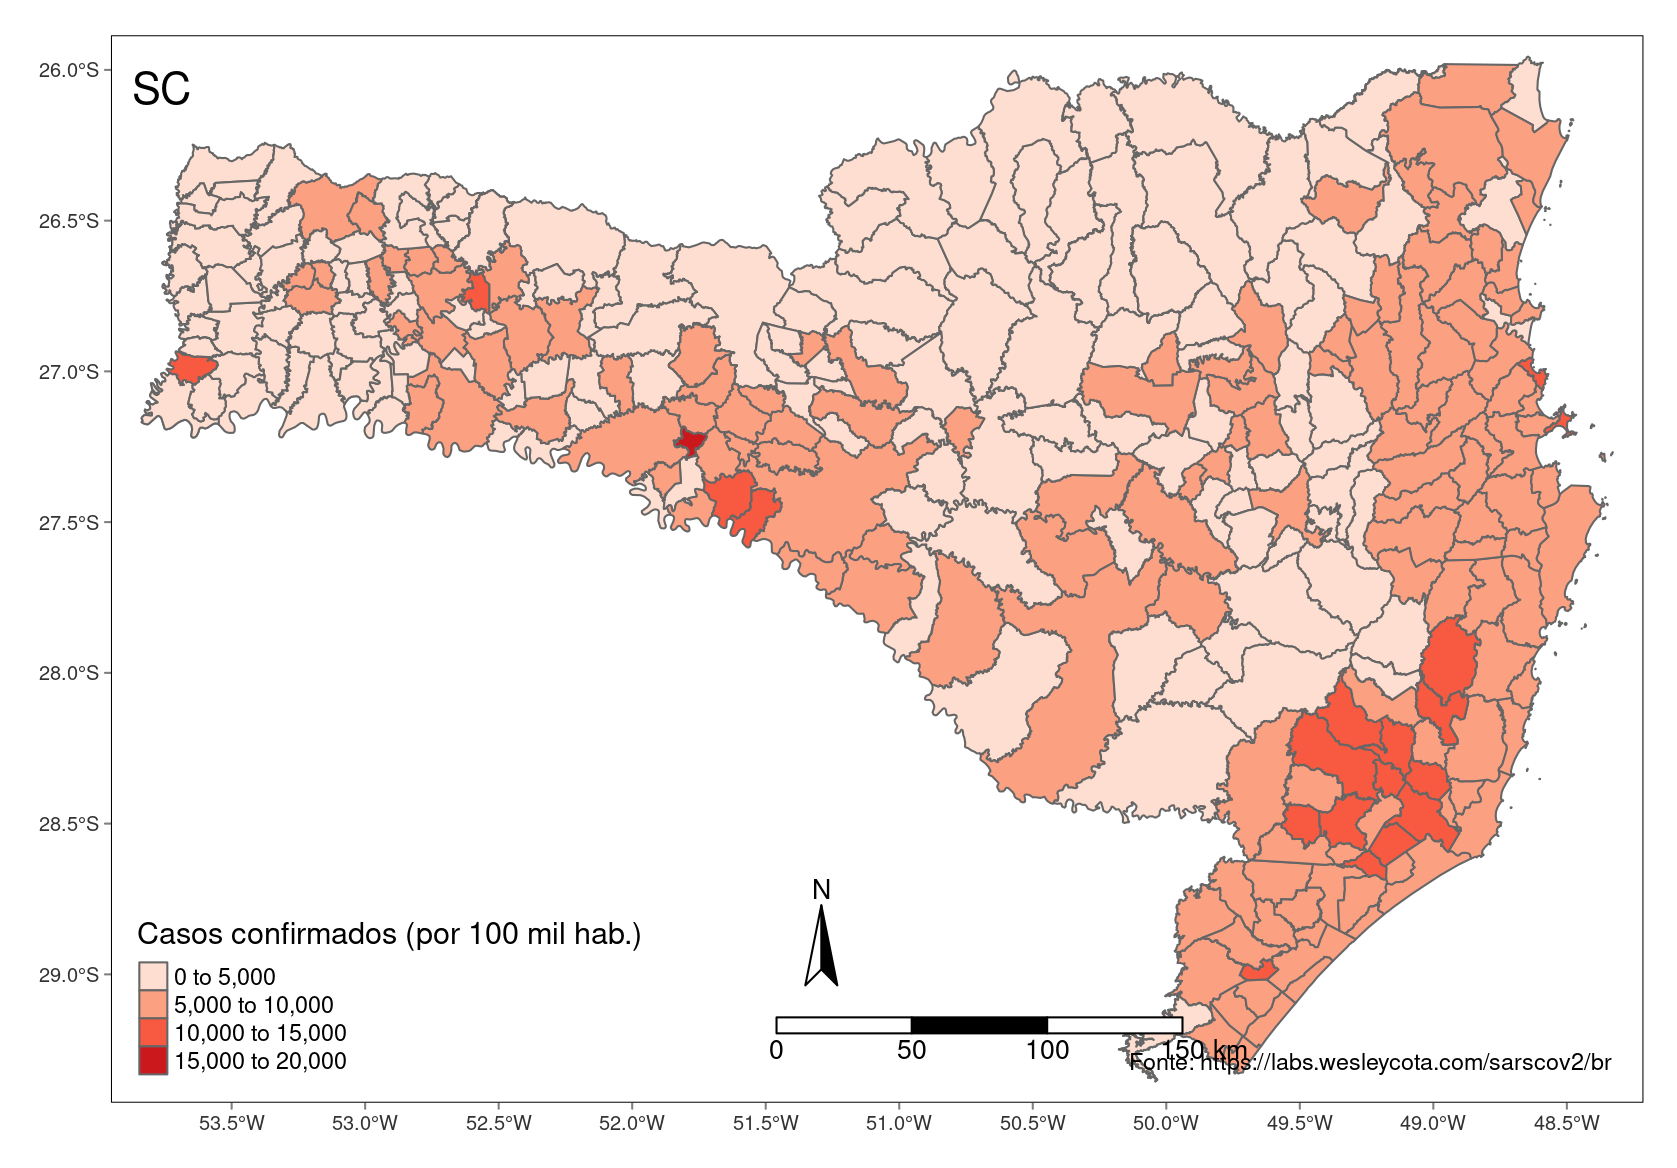 SC
26.0°S
26.5°S
27.0°S
27.5°S
28.0°S
28.5°S
29.0°S
N
Casos confirmados (por 100 mil hab.)
0 to 5,000
5,000 to 10,000
10,000 to 15,000
15,000 to 20,000
0 50 100 150 km
Fonte: https://labs.wesleycota.com/sarscov2/br
53.5°W 53.0°W 52.5°W 52.0°W 51.5°W 51.0°W 50.5°W 50.0°W 49.5°W 49.0°W 48.5°W